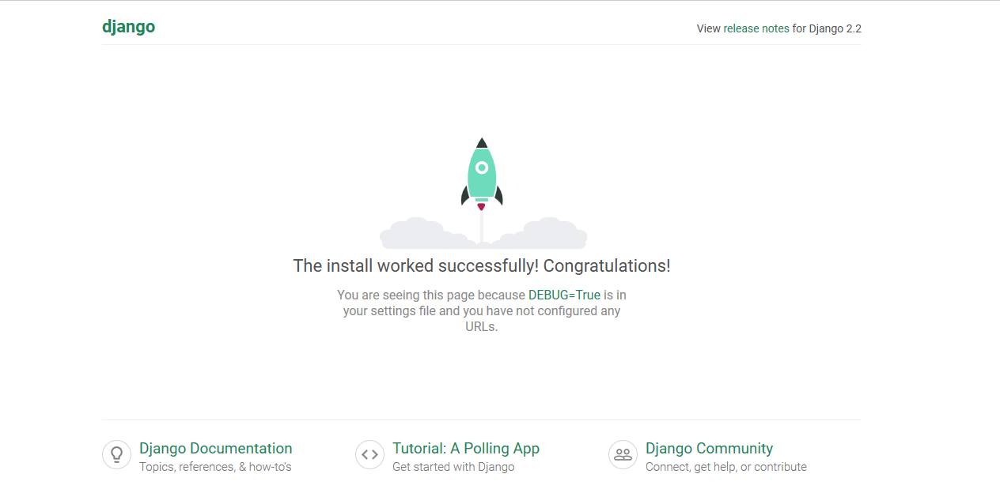 django
View release notes for Django 2.2
The install worked successfully! Congratulations!
You are seeing this page because DEBUG=True is in
your settings file and you have not configured any
URLs.
Django Documentation
Topics, references, & how-to's
Tutorial: A Polling App
Get started with Django
Django Community
Connect, get help, or contribute